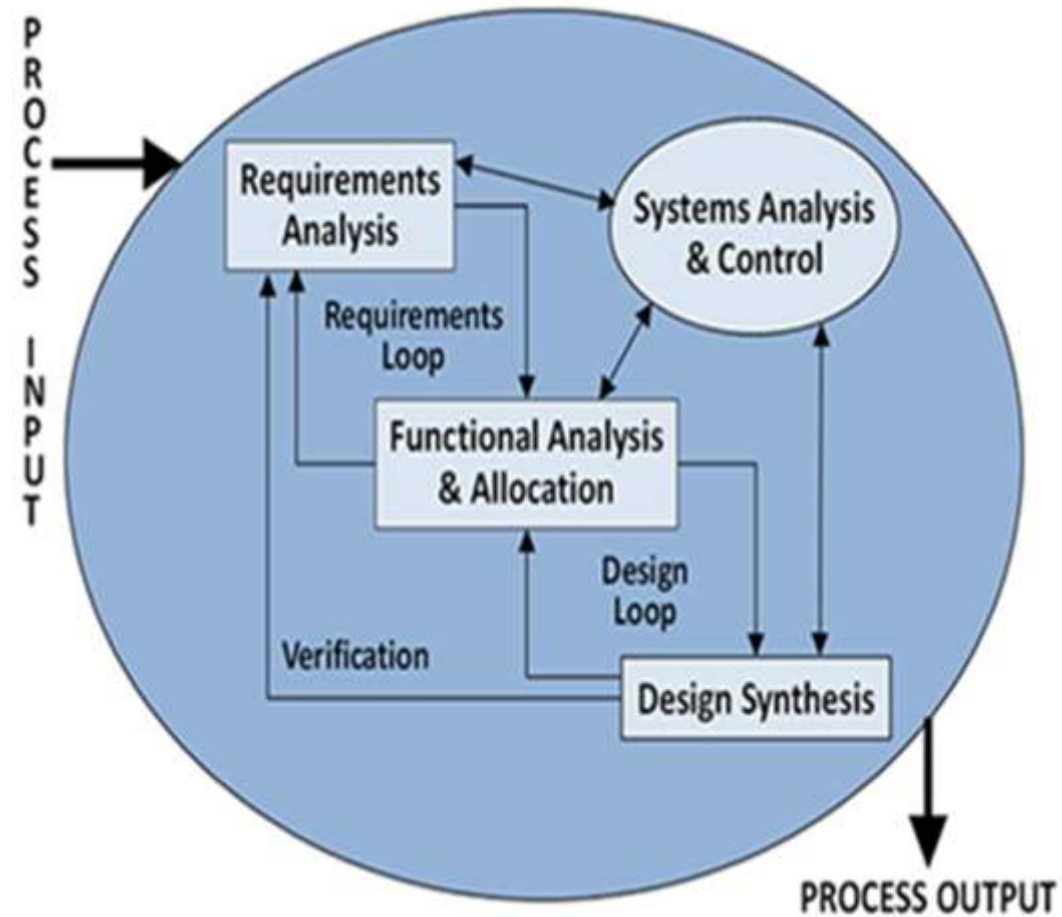 PROCESS INPUT
Requirements
Analysis
Systems Analysis
& Control
Requirements
Loop
Functional Analysis
& Allocation
Design
Loop
Verification
Design Synthesis
PROCESS OUTPUT